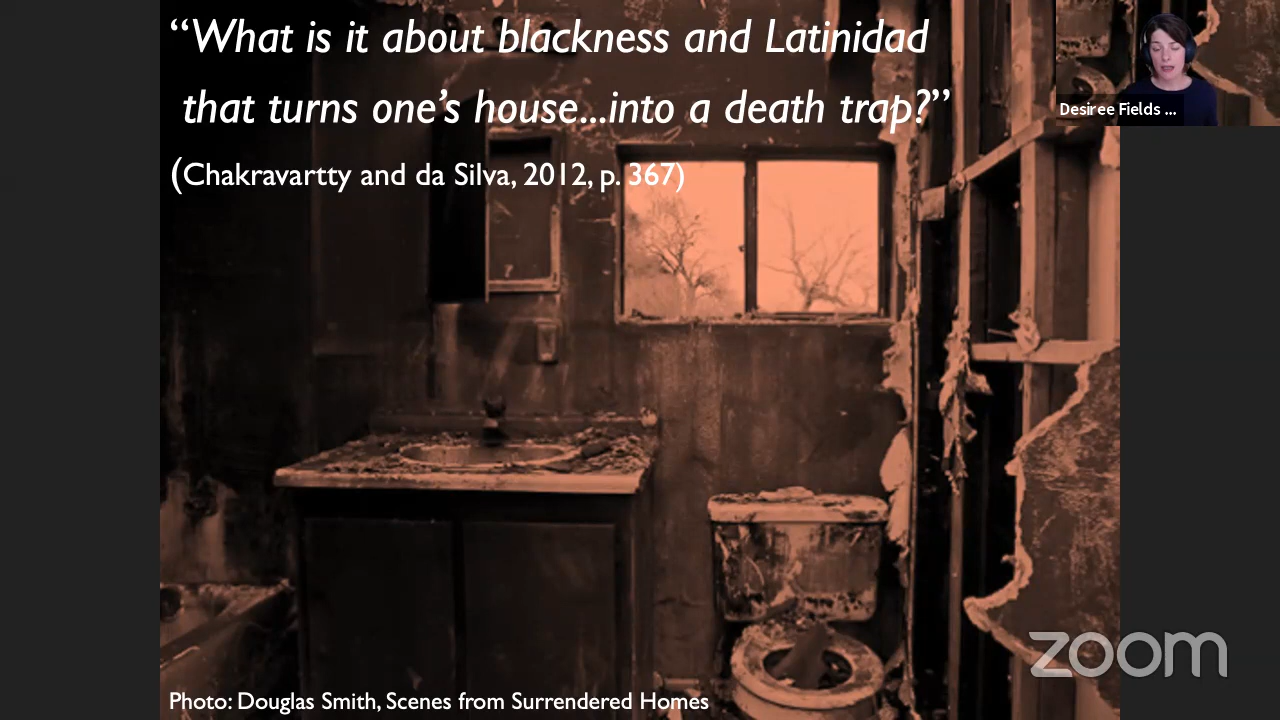 “What is it about blackness and Latinidad
that turns one’s house...into a death trap?”
(Chakravartty and da Silva, 2012, p. 367)
Desiree Fields ...
zoom
Photo: Douglas Smith, Scenes from Surrendered Homes